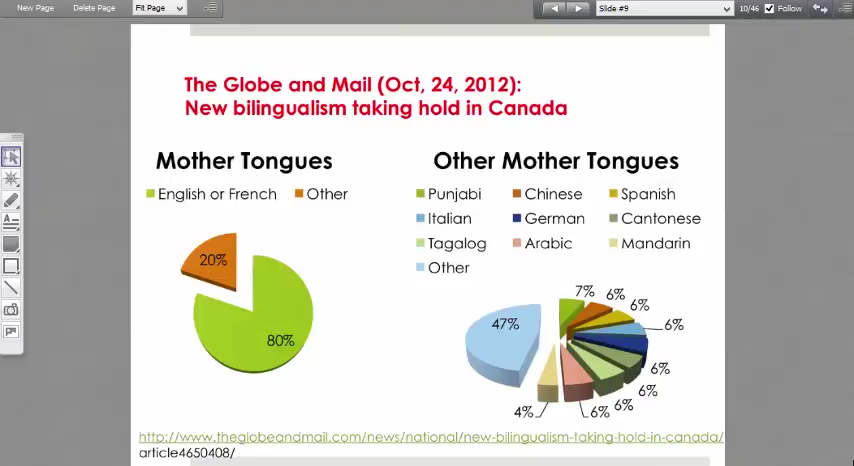 New Page Delete Page Fit Page Slide #9 10/46 Follow
The Globe and Mail (Oct, 24, 2012):
New bilingualism taking hold in Canada
Mother Tongues
English or French Other
20%
80%
Other Mother Tongues
Punjabi Chinese Spanish
Italian German Cantonese
Tagalog Arabic Mandarin
Other
7%
6%
6%
6%
6%
6%
6%
6%
4%
47%
http://www.theglobeandmail.com/news/national/new-bilingualism-taking-hold-in-canada/
article4650408/